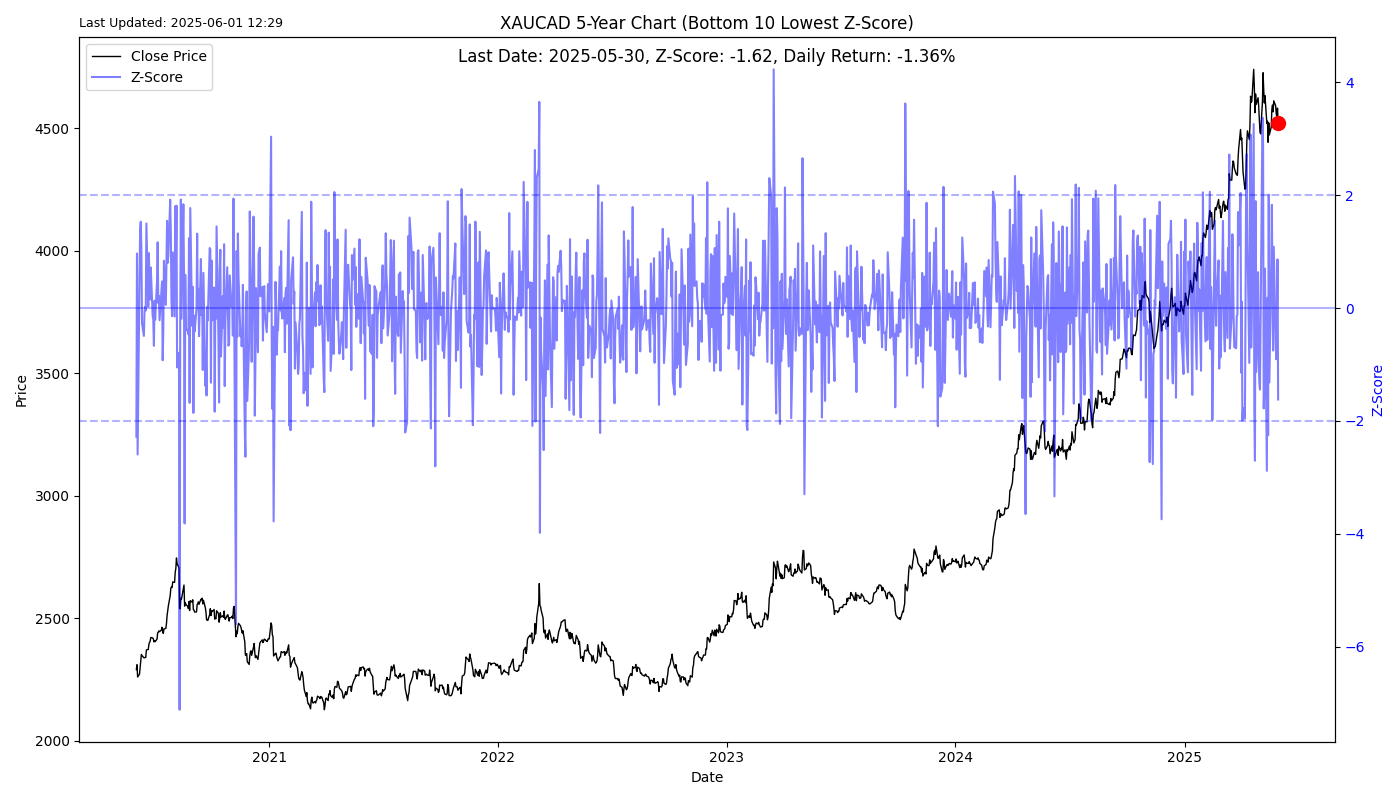 Last Updated: 2025-06-01 12:29
XAUCAD 5-Year Chart (Bottom 10 Lowest Z-Score)
Last Date: 2025-05-30, Z-Score: -1.62, Daily Return: -1.36%
Close Price
Z-Score
4500
4000
3500
3000
2500
2000
Price
4
2
0
−2
−4
−6
Z-Score
2021
2022
2023
2024
2025
Date